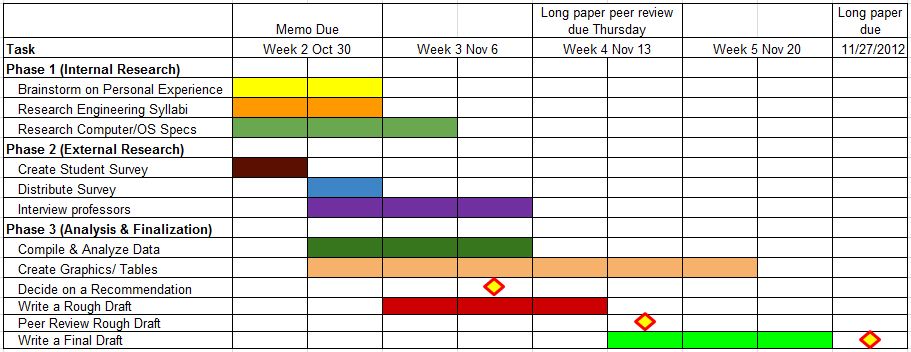 Memo Due
Long paper peer review
due Thursday
Long paper
due
Task
Week 2 Oct 30
Week 3 Nov 6
Week 4 Nov 13
Week 5 Nov 20
11/27/2012
Phase 1 (Internal Research)
Brainstorm on Personal Experience
Research Engineering Syllabi
Research Computer/OS Specs
Phase 2 (External Research)
Create Student Survey
Distribute Survey
Interview professors
Phase 3 (Analysis & Finalization)
Compile & Analyze Data
Create Graphics/ Tables
Decide on a Recommendation
Write a Rough Draft
Peer Review Rough Draft
Write a Final Draft